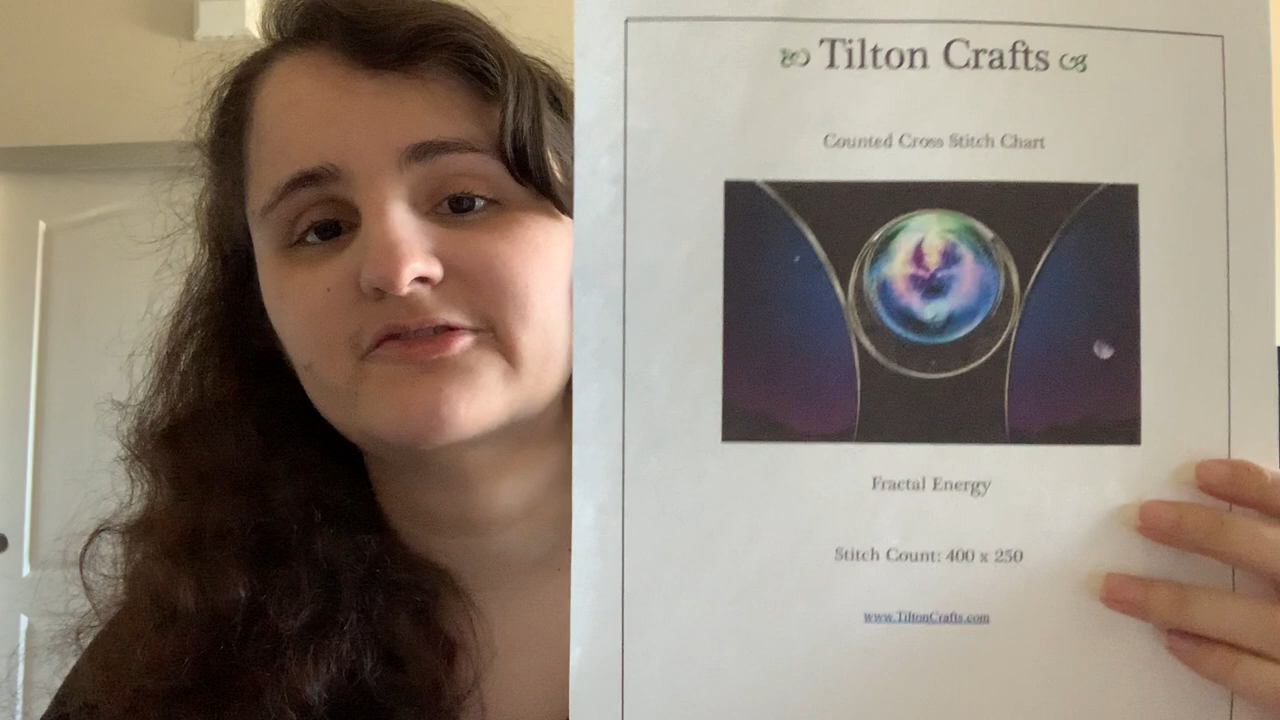 Tilton Crafts
Counted Cross Stitch Chart
Fractal Energy
Stitch Count: 400 x 250
www.TiltonCrafts.com